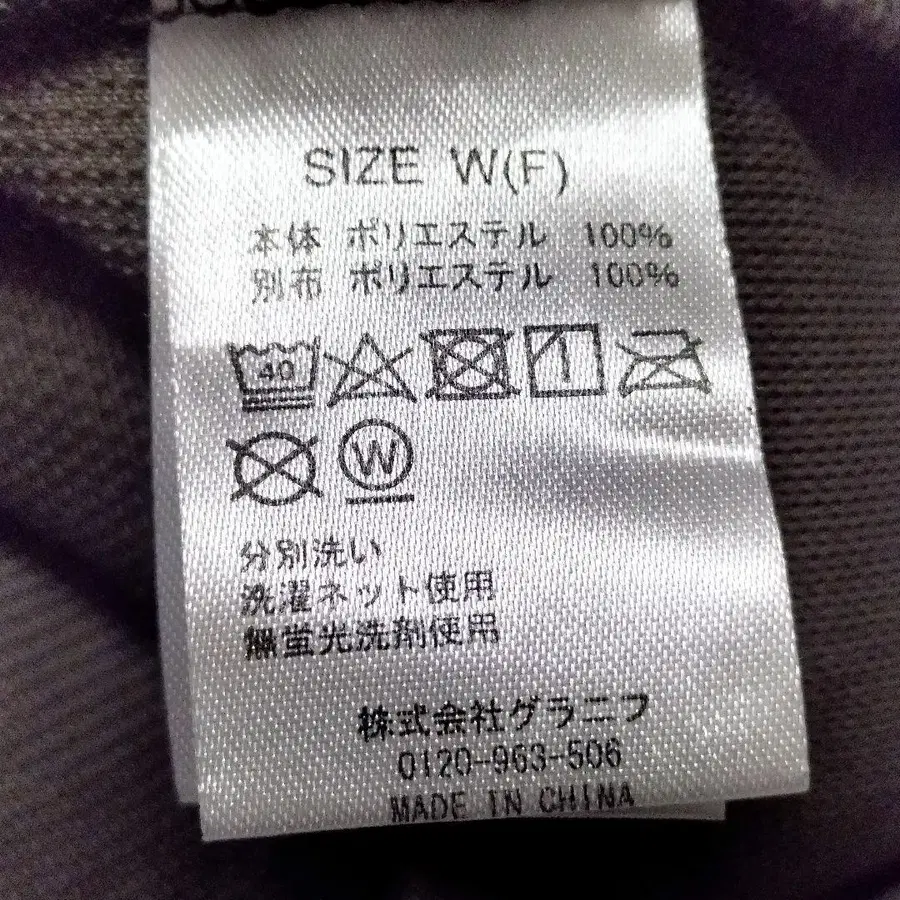 SIZE W(F)
本体 ポリエステル 100%
別布 ポリエステル 100%
40
W
分別洗い
洗濯ネット使用
無蛍光洗剤使用
株式会社グラニフ
0120-963-506
MADE IN CHINA